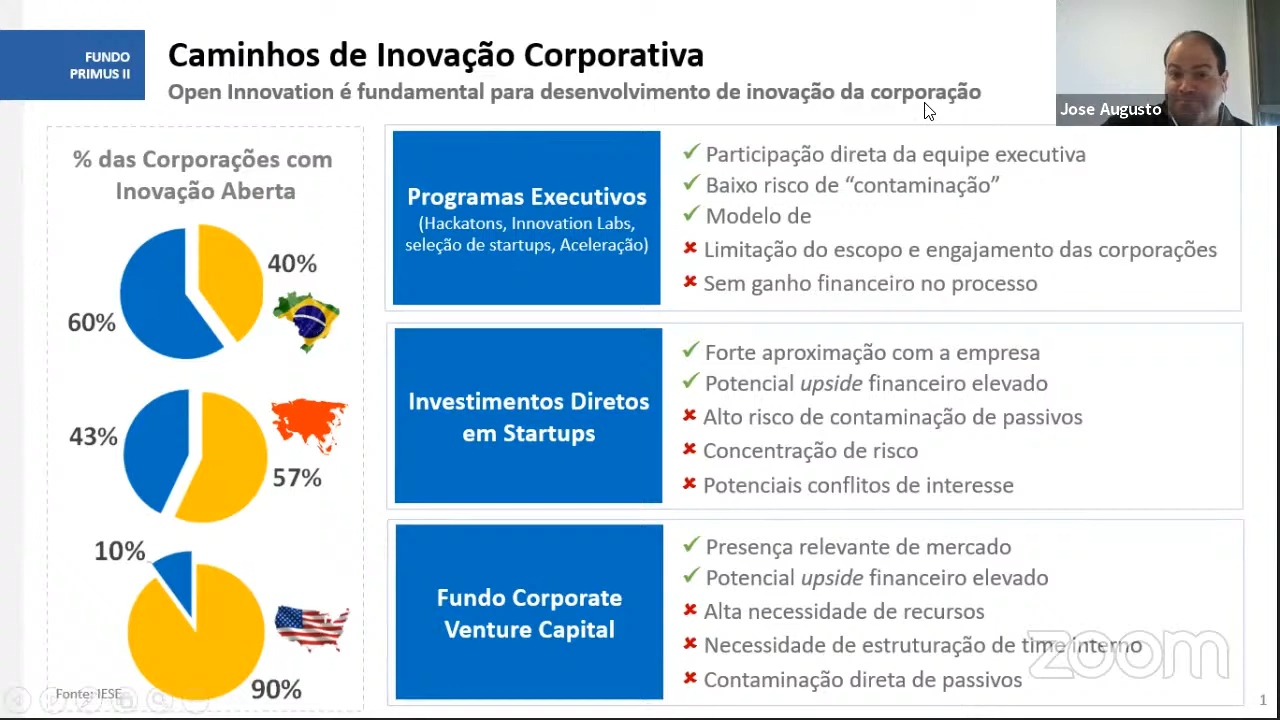 FUNDO
PRIMUS II
Caminhos de Inovação Corporativa
Open Innovation é fundamental para desenvolvimento de inovação da corporação
Jose Augusto
% das Corporações com
Inovação Aberta
40%
60%
43%
57%
10%
90%
Fonte: IESE
Programas Executivos
(Hackatons, Innovation Labs,
seleção de startups, Aceleração)
Participação direta da equipe executiva
Baixo risco de “contaminação”
Modelo de
Limitação do escopo e engajamento das corporações
Sem ganho financeiro no processo
Investimentos Diretos
em Startups
Forte aproximação com a empresa
Potencial upside financeiro elevado
Alto risco de contaminação de passivos
Concentração de risco
Potenciais conflitos de interesse
Fundo Corporate
Venture Capital
Presença relevante de mercado
Potencial upside financeiro elevado
Alta necessidade de recursos
Necessidade de estruturação de time interno
Contaminação direta de passivos
zoom
1